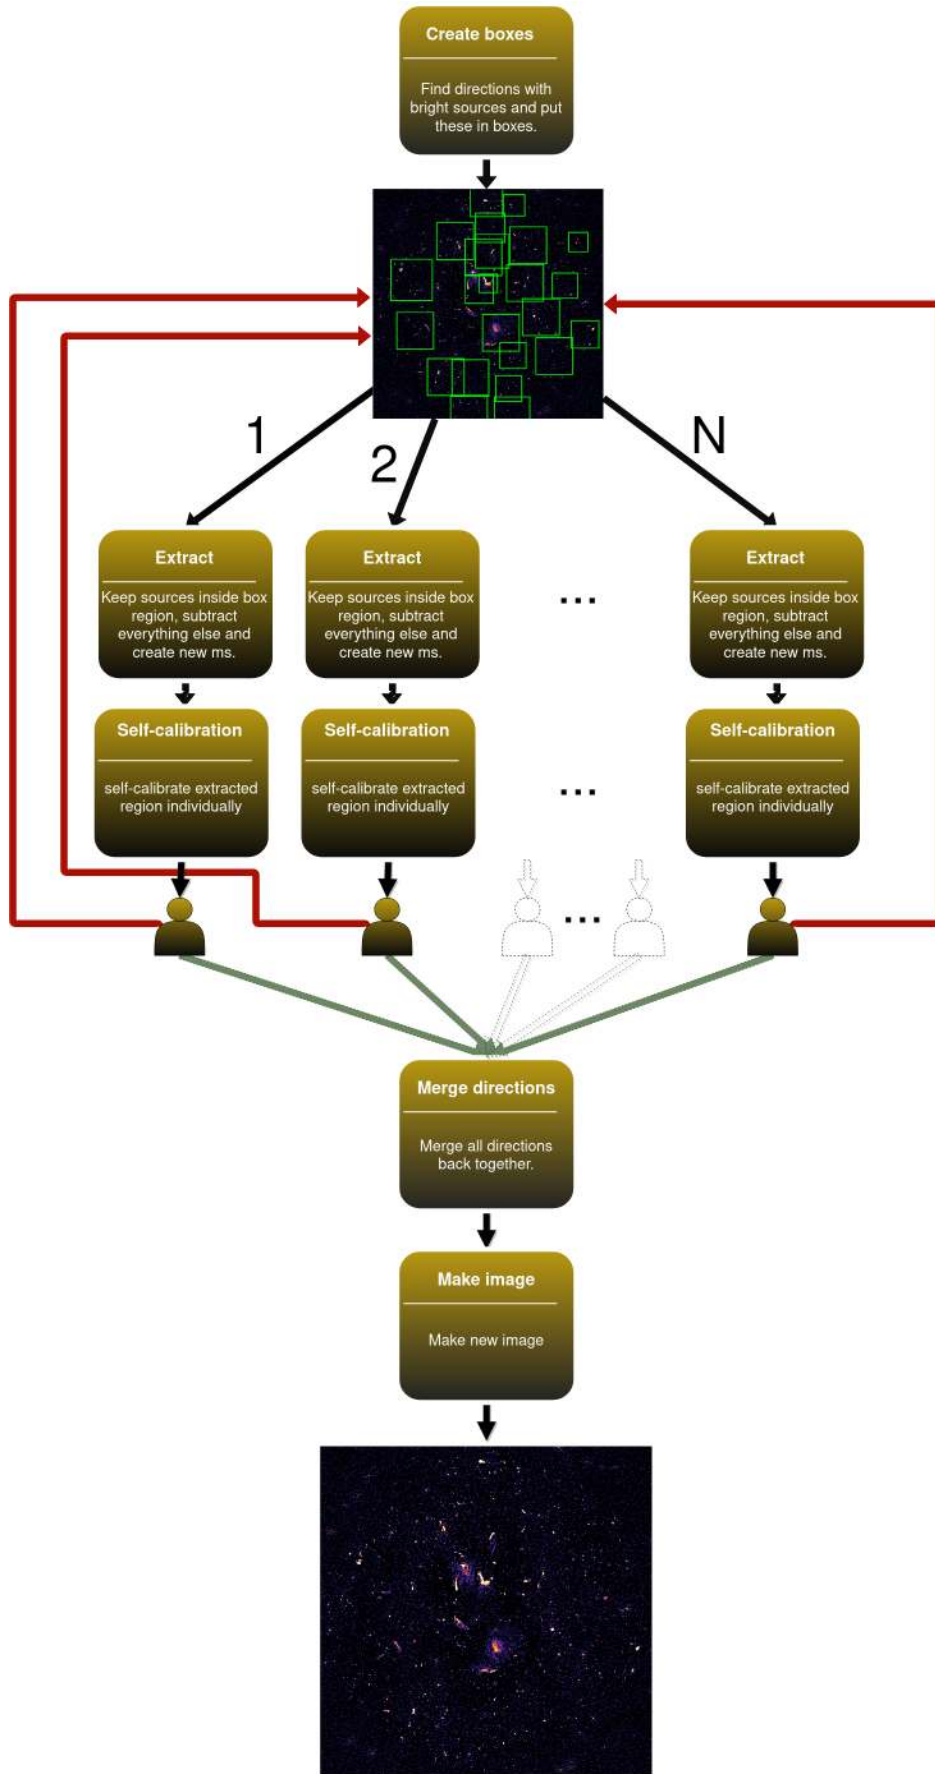 Create boxes
Find directions with
bright sources and put
these in boxes.
1
2
N
Extract
Keep sources inside box
region, subtract
everything else and
create new ms.
Extract
Keep sources inside box
region, subtract
everything else and
create new ms.
...
Extract
Keep sources inside box
region, subtract
everything else and
create new ms.
Self-calibration
self-calibrate extracted
region individually
Self-calibration
self-calibrate extracted
region individually
...
Self-calibration
self-calibrate extracted
region individually
...
Merge directions
Merge all directions
back together.
Make image
Make new image